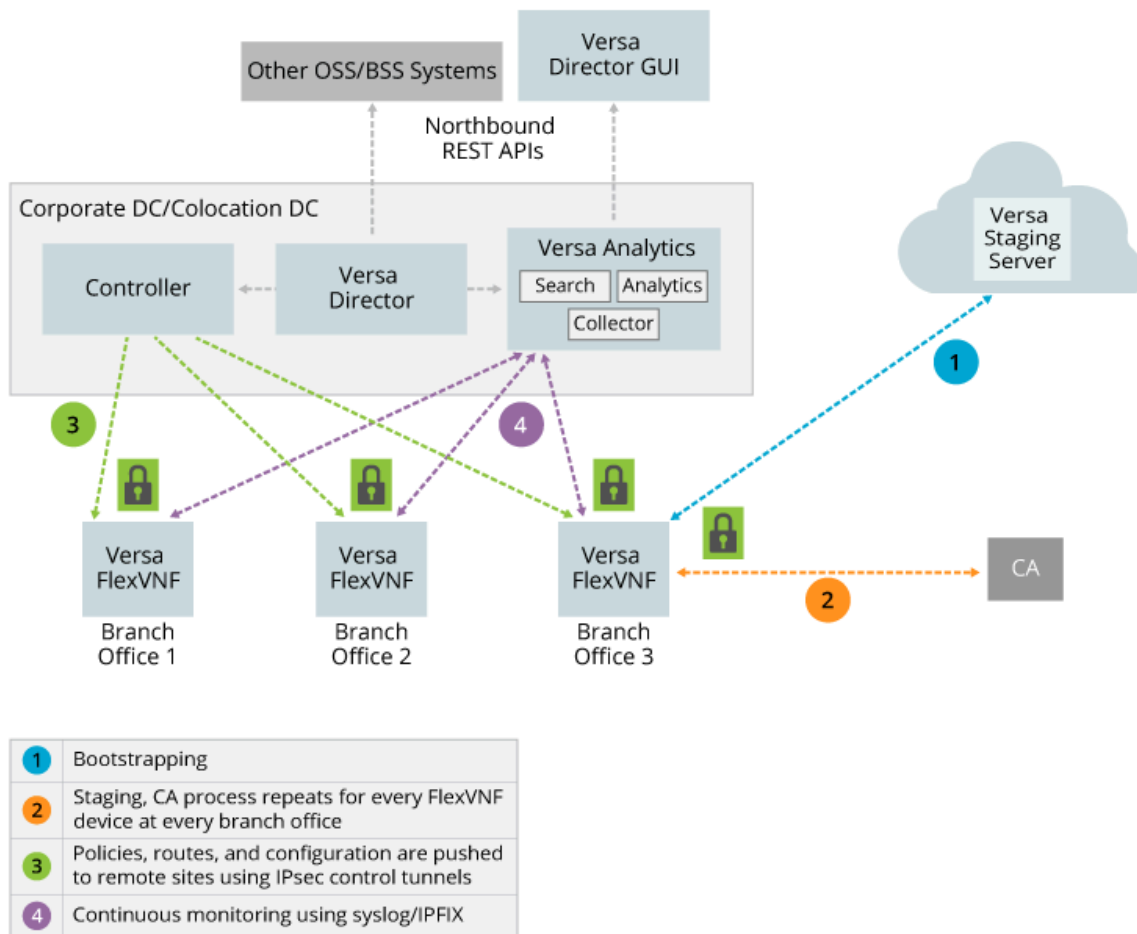 Other OSS/BSS Systems
Versa
Director GUI
Northbound
REST APIs
Corporate DC/Colocation DC
Controller
Versa
Director
Versa Analytics
Search
Analytics
Collector
Versa
Staging
Server
1
3
4
Versa
FlexVNF
Branch
Office 1
Versa
FlexVNF
Branch
Office 2
Versa
FlexVNF
Branch
Office 3
2
CA
1 Bootstrapping
2 Staging, CA process repeats for every FlexVNF
device at every branch office
3 Policies, routes, and configuration are pushed
to remote sites using IPsec control tunnels
4 Continuous monitoring using syslog/IPFIX